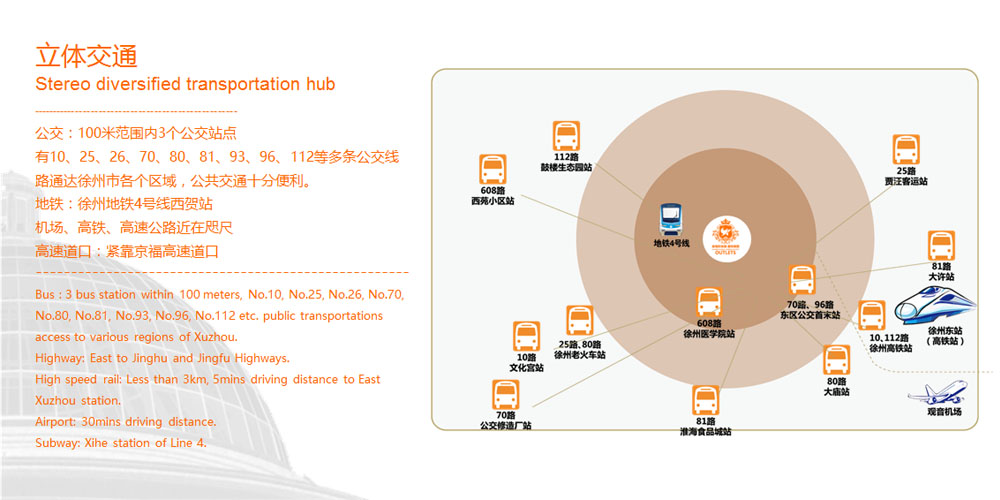 立体交通
Stereo diversified transportation hub
公交：100米范围内3个公交站点
有10、25、26、70、80、81、93、96、112等多条公交线
路通达徐州市各个区域，公共交通十分便利。
地铁：徐州地铁4号线西贺站
机场、高铁、高速公路近在咫尺
高速道口：紧靠京福高速道口
Bus : 3 bus station within 100 meters, No.10, No.25, No.26, No.70,
No.80, No.81, No.93, No.96, No.112 etc. public transportations
access to various regions of Xuzhou.
Highway: East to Jinghu and Jingfu Highways.
High speed rail: Less than 3km, 5mins driving distance to East
Xuzhou station.
Airport: 30mins driving distance.
Subway: Xihe station of Line 4.
112路
鼓楼生态园站
608路
西苑小区站
25路
贾汪客运站
地铁4号线
OUTLETS
81路
大许站
70路、96路
东区公交首末站
608路
徐州医学院站
10、112路
徐州高铁站
徐州东站
（高铁站）
25路、80路
徐州老火车站
10路
文化宫站
80路
大庙站
70路
公交修造厂站
81路
淮海食品城站
观音机场